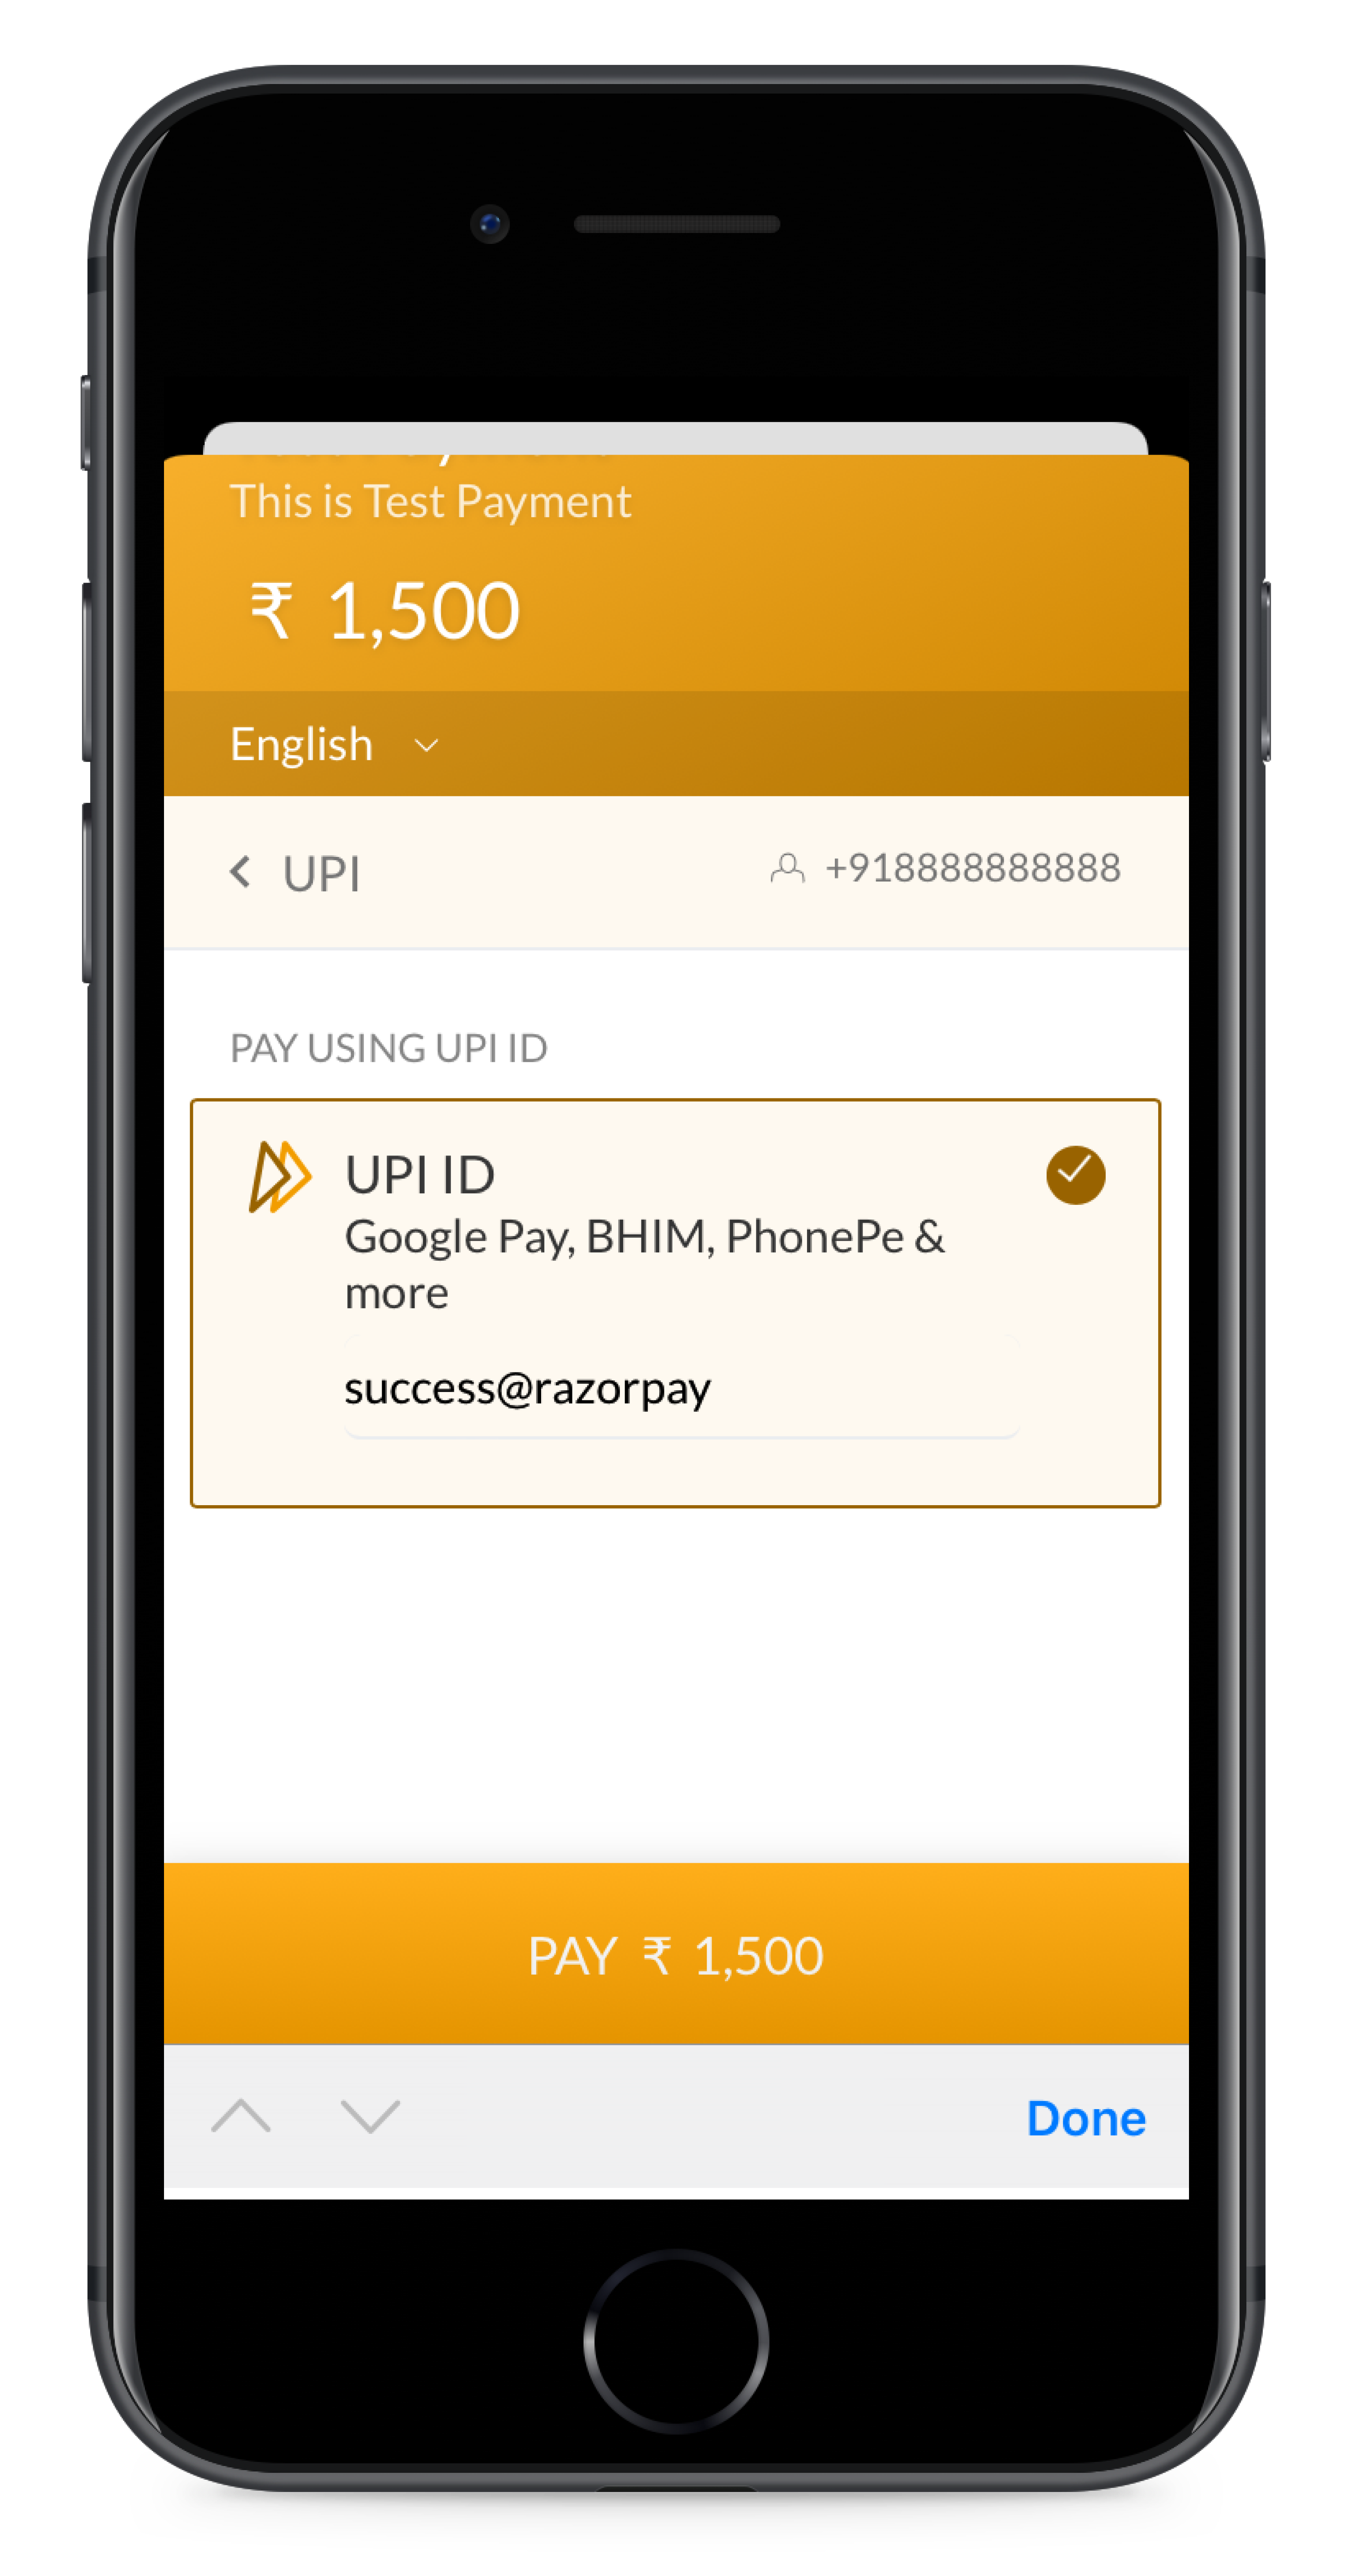 This is Test Payment
₹ 1,500
English
UPI
+918888888888
PAY USING UPI ID
UPI ID
Google Pay, BHIM, PhonePe &
more
success@razorpay
PAY ₹ 1,500
Done